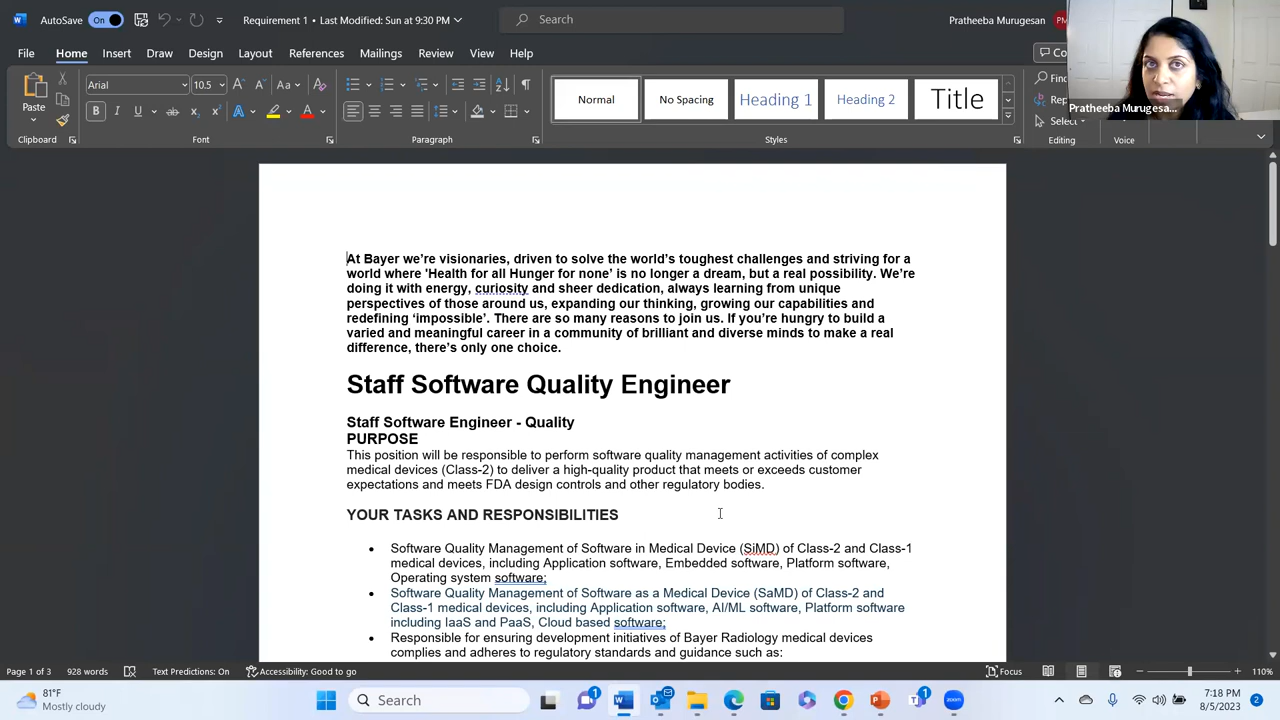 AutoSave On Requirement 1 • Last Modified: Sun at 9:30 PM Search Pratheeba Murugesan PM
File Home Insert Draw Design Layout References Mailings Review View Help Co
Paste Arial 10.5 Aa Normal No Spacing Heading 1 Heading 2 Title Find
B I U ab x A Rep
Select
Pratheeba Murugesa...
Clipboard Font Paragraph Styles Editing Voice
At Bayer we're visionaries, driven to solve the world's toughest challenges and striving for a
world where 'Health for all Hunger for none' is no longer a dream, but a real possibility. We're
doing it with energy, curiosity and sheer dedication, always learning from unique
perspectives of those around us, expanding our thinking, growing our capabilities and
redefining ‘impossible’. There are so many reasons to join us. If you're hungry to build a
varied and meaningful career in a community of brilliant and diverse minds to make a real
difference, there's only one choice.
Staff Software Quality Engineer
Staff Software Engineer - Quality
PURPOSE
This position will be responsible to perform software quality management activities of complex
medical devices (Class-2) to deliver a high-quality product that meets or exceeds customer
expectations and meets FDA design controls and other regulatory bodies.
YOUR TASKS AND RESPONSIBILITIES
• Software Quality Management of Software in Medical Device (SiMD) of Class-2 and Class-1
medical devices, including Application software, Embedded software, Platform software,
Operating system software;
• Software Quality Management of Software as a Medical Device (SaMD) of Class-2 and
Class-1 medical devices, including Application software, AI/ML software, Platform software
including IaaS and PaaS, Cloud based software;
• Responsible for ensuring development initiatives of Bayer Radiology medical devices
complies and adheres to regulatory standards and guidance such as:
Page 1 of 3 928 words Text Predictions: On Accessibility: Good to go Focus 110%
81°F
Mostly cloudy
Search
1
1
7:18 PM
8/5/2023
2